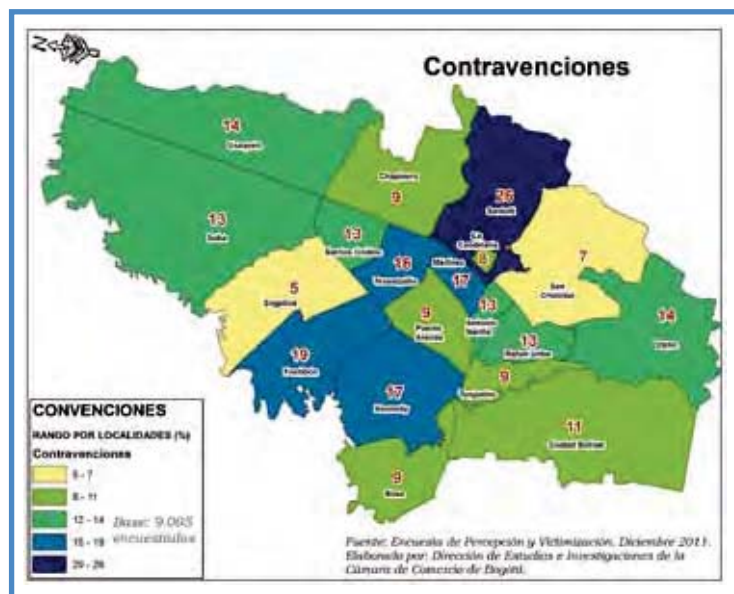 N
Contravenciones
14
Usaquén
Chapinero
9
26
Santafé
13
Suba
13
Barrios Unidos
La Candelaria
8
7
16
Teusaquillo
Mártires
17
San Cristóbal
5
Engativá
9
Puente Aranda
13
Antonio Nariño
14
Usme
13
Rafael Uribe
19
Fontibón
9
Tunjuelito
17
Kennedy
11
Ciudad Bolívar
9
Bosa
CONVENCIONES
RANGO POR LOCALIDADES (%)
Contravenciones
5 - 7
8 - 11
12 - 14
15 - 19
20 - 26
Base: 9.005
encuestados
Fuente: Encuesta de Percepción y Victimización. Diciembre 2011.
Elaborado por: Dirección de Estudios e Investigaciones de la
Cámara de Comercio de Bogotá.